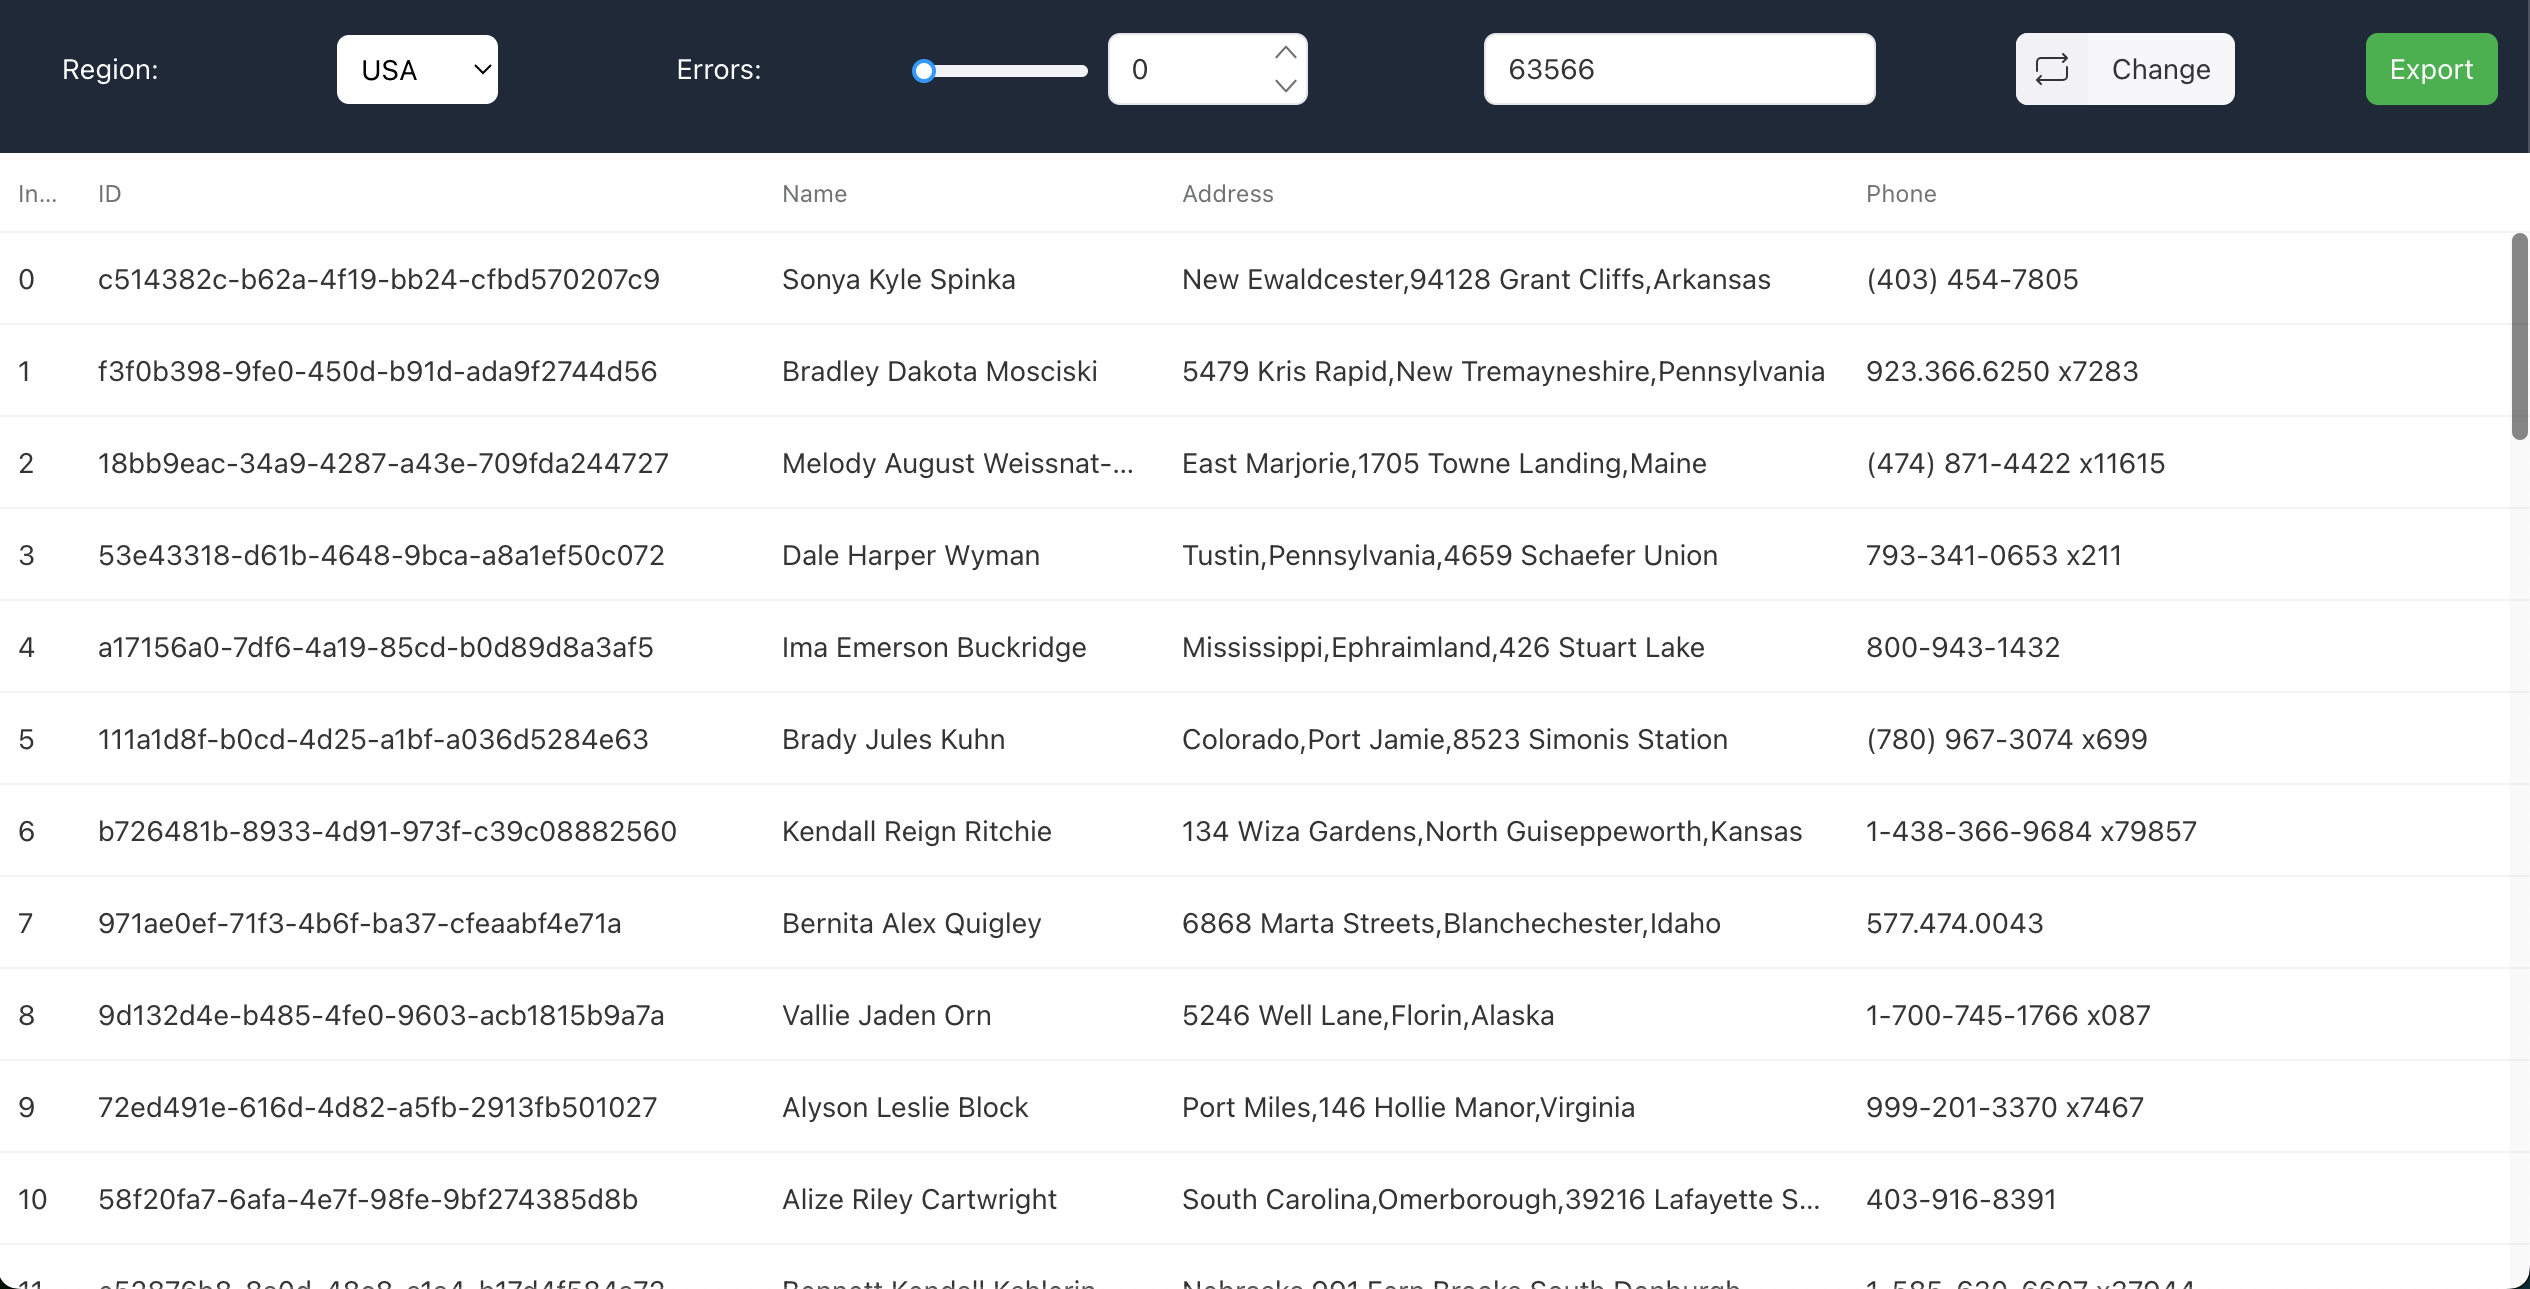 Region: USA Errors: 0 63566 Change Export
In... ID Name Address Phone
0 c514382c-b62a-4f19-bb24-cfbd570207c9 Sonya Kyle Spinka New Ewaldcester,94128 Grant Cliffs,Arkansas (403) 454-7805
1 f3f0b398-9fe0-450d-b91d-ada9f2744d56 Bradley Dakota Mosciski 5479 Kris Rapid,New Tremayneshire,Pennsylvania 923.366.6250 x7283
2 18bb9eac-34a9-4287-a43e-709fda244727 Melody August Weissnat-... East Marjorie,1705 Towne Landing,Maine (474) 871-4422 x11615
3 53e43318-d61b-4648-9bca-a8a1ef50c072 Dale Harper Wyman Tustin,Pennsylvania,4659 Schaefer Union 793-341-0653 x211
4 a17156a0-7df6-4a19-85cd-b0d89d8a3af5 Ima Emerson Buckridge Mississippi,Ephraimland,426 Stuart Lake 800-943-1432
5 111a1d8f-b0cd-4d25-a1bf-a036d5284e63 Brady Jules Kuhn Colorado,Port Jamie,8523 Simonis Station (780) 967-3074 x699
6 b726481b-8933-4d91-973f-c39c08882560 Kendall Reign Ritchie 134 Wiza Gardens,North Guiseppeworth,Kansas 1-438-366-9684 x79857
7 971ae0ef-71f3-4b6f-ba37-cfeaabf4e71a Bernita Alex Quigley 6868 Marta Streets,Blanchechester,Idaho 577.474.0043
8 9d132d4e-b485-4fe0-9603-acb1815b9a7a Vallie Jaden Orn 5246 Well Lane,Florin,Alaska 1-700-745-1766 x087
9 72ed491e-616d-4d82-a5fb-2913fb501027 Alyson Leslie Block Port Miles,146 Hollie Manor,Virginia 999-201-3370 x7467
10 58f20fa7-6afa-4e7f-98fe-9bf274385d8b Alize Riley Cartwright South Carolina,Omerborough,39216 Lafayette S... 403-916-8391
11 Bennett Kendall